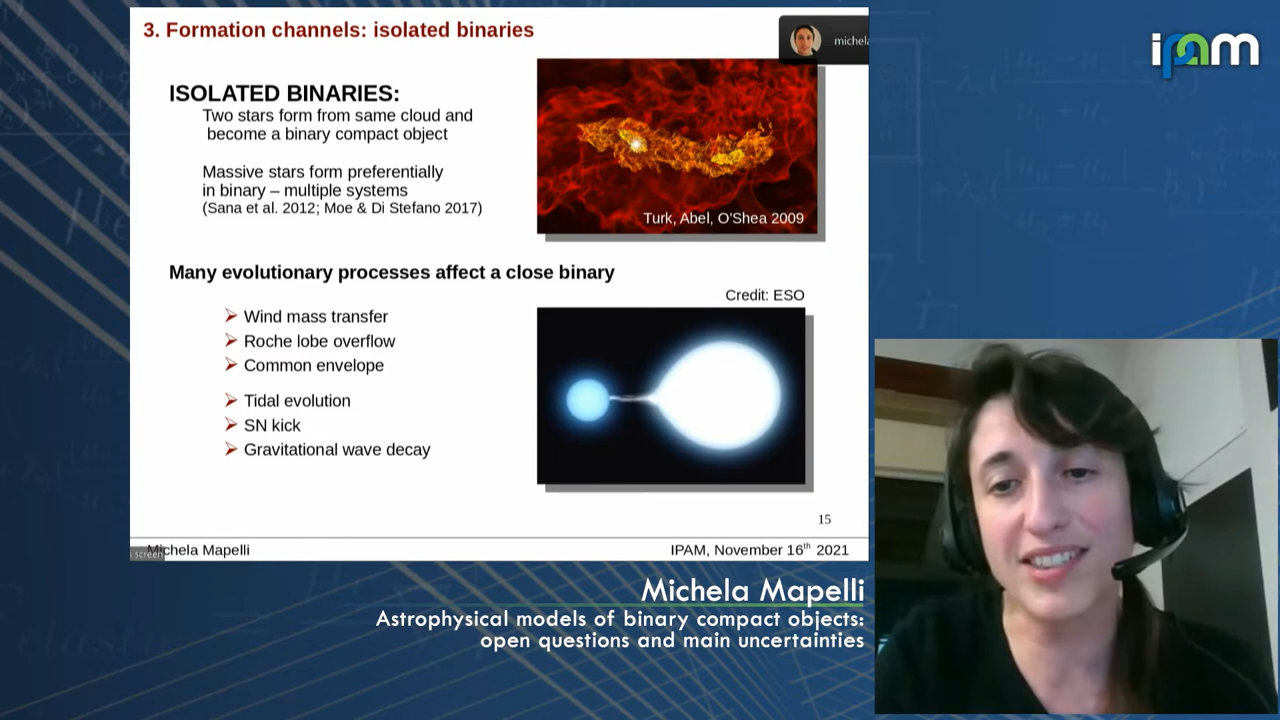 3. Formation channels: isolated binaries
michela
ipam
ISOLATED BINARIES:
Two stars form from same cloud and
become a binary compact object
Massive stars form preferentially
in binary – multiple systems
(Sana et al. 2012; Moe & Di Stefano 2017)
Turk, Abel, O'Shea 2009
Many evolutionary processes affect a close binary
Credit: ESO
➢ Wind mass transfer
➢ Roche lobe overflow
➢ Common envelope
➢ Tidal evolution
➢ SN kick
➢ Gravitational wave decay
15
screen
Michela Mapelli
IPAM, November 16th 2021
Michela Mapelli
Astrophysical models of binary compact objects:
open questions and main uncertainties